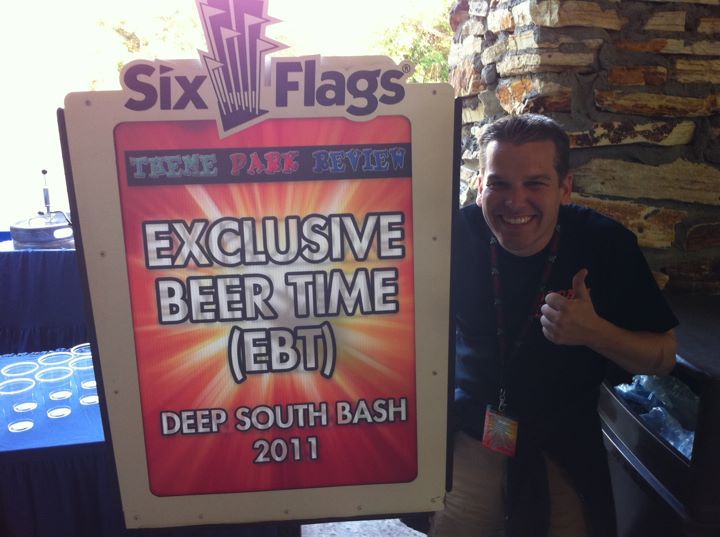 Six Flags®
THEME PARK REVIEW
EXCLUSIVE
BEER TIME
(EBT)
DEEP SOUTH BASH
2011